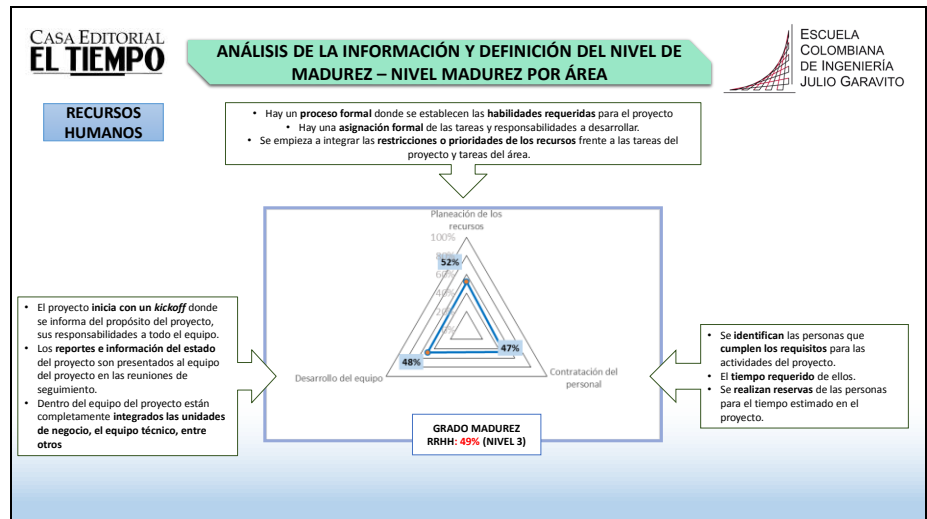 CASA EDITORIAL
EL TIEMPO
ANÁLISIS DE LA INFORMACIÓN Y DEFINICIÓN DEL NIVEL DE
MADUREZ – NIVEL MADUREZ POR ÁREA
ESCUELA
COLOMBIANA
DE INGENIERÍA
JULIO GARAVITO
RECURSOS
HUMANOS
• Hay un proceso formal donde se establecen las habilidades requeridas para el proyecto
• Hay una asignación formal de las tareas y responsabilidades a desarrollar.
• Se empieza a integrar las restricciones o prioridades de los recursos frente a las tareas del
proyecto y tareas del área.
Planeación de los
recursos
100%
52%
60%
40%
20%
0%
47%
48%
Desarrollo del equipo
Contratación del
personal
• El proyecto inicia con un kickoff donde
se informa del propósito del proyecto,
sus responsabilidades a todo el equipo.
• Los reportes e información del estado
del proyecto son presentados al equipo
del proyecto en las reuniones de
seguimiento.
• Dentro del equipo del proyecto están
completamente integrados las unidades
de negocio, el equipo técnico, entre
otros
• Se identifican las personas que
cumplen los requisitos para las
actividades del proyecto.
• El tiempo requerido de ellos.
• Se realizan reservas de las personas
para el tiempo estimado en el
proyecto.
GRADO MADUREZ
RRHH: 49% (NIVEL 3)